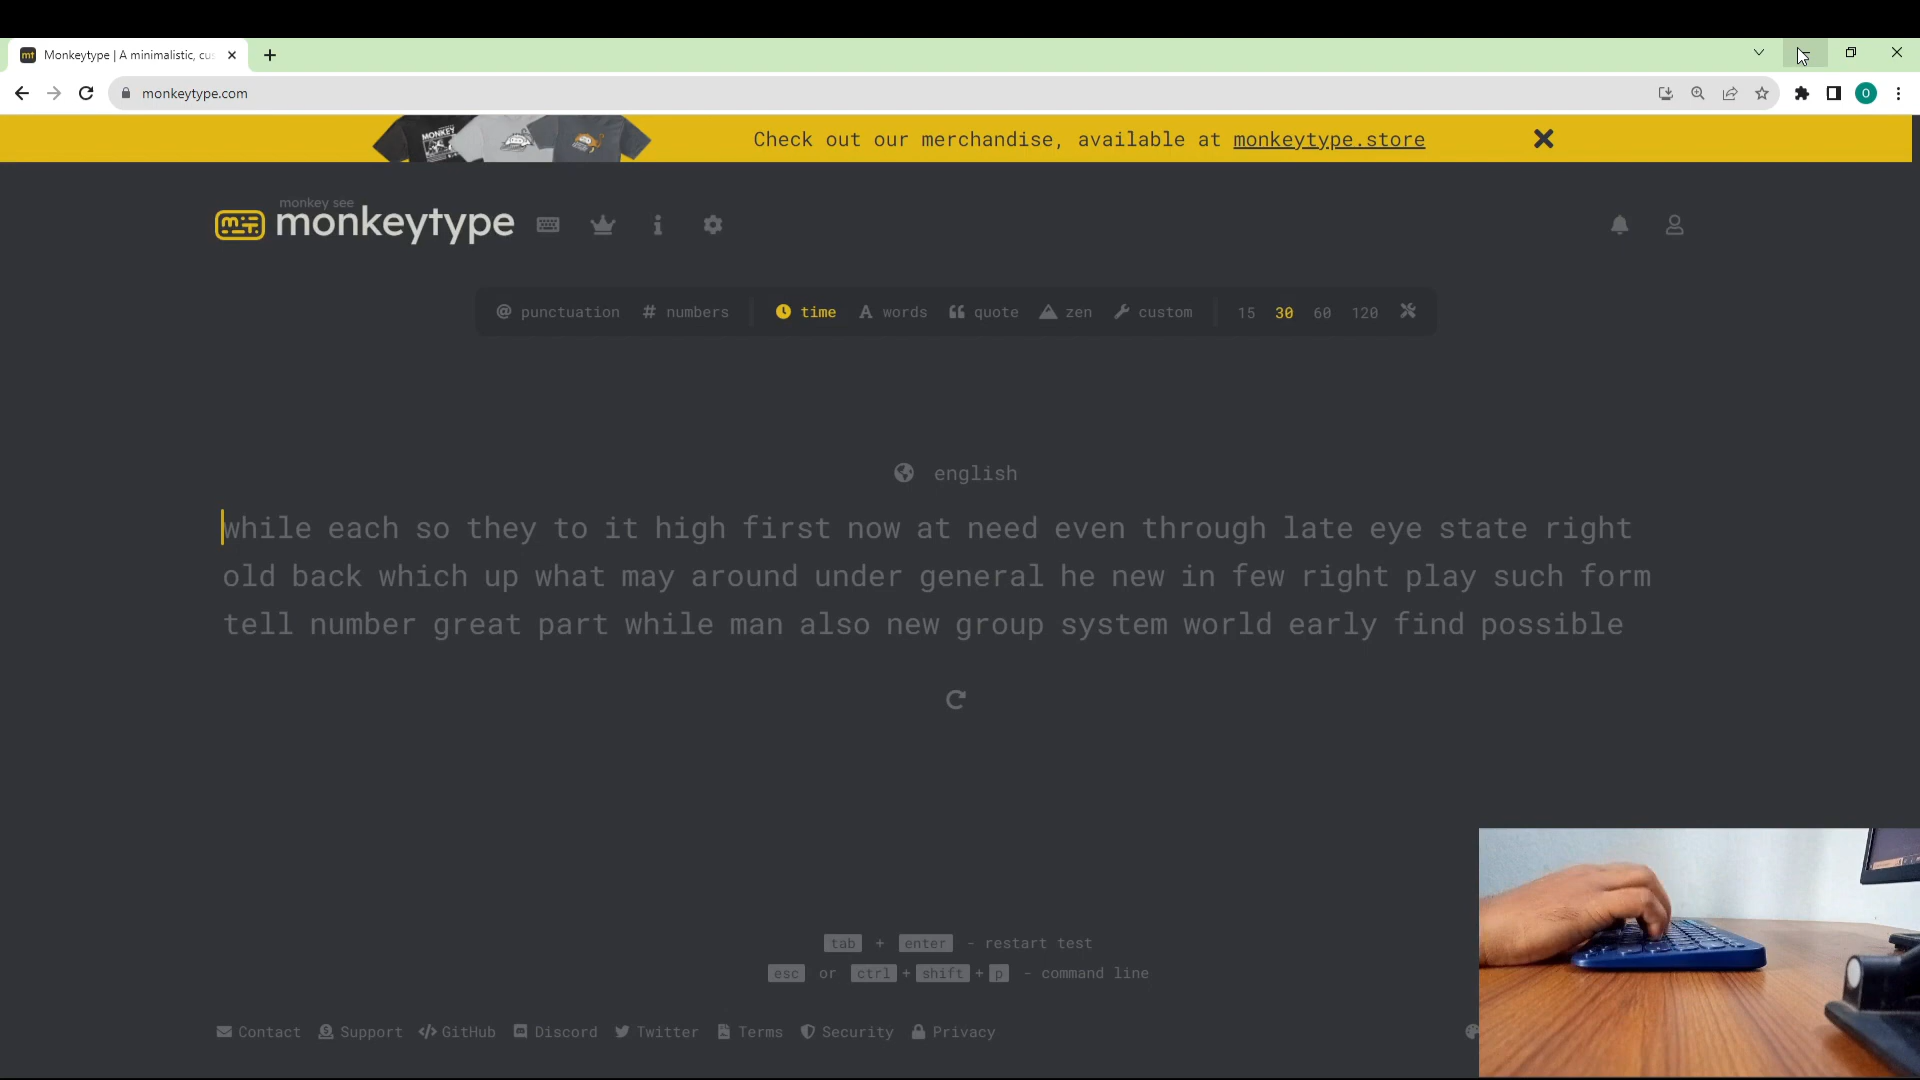 Monkeytype | A minimalistic, cus
monkeytype.com
MONKEY
Check out our merchandise, available at monkeytype.store
monkey see
monkeytype
@ punctuation # numbers time A words quote zen custom 15 30 60 120
english
while each so they to it high first now at need even through late eye state right
old back which up what may around under general he new in few right play such form
tell number great part while man also new group system world early find possible
tab + enter - restart test
esc or ctrl + shift + p - command line
Contact Support GitHub Discord Twitter Terms Security Privacy